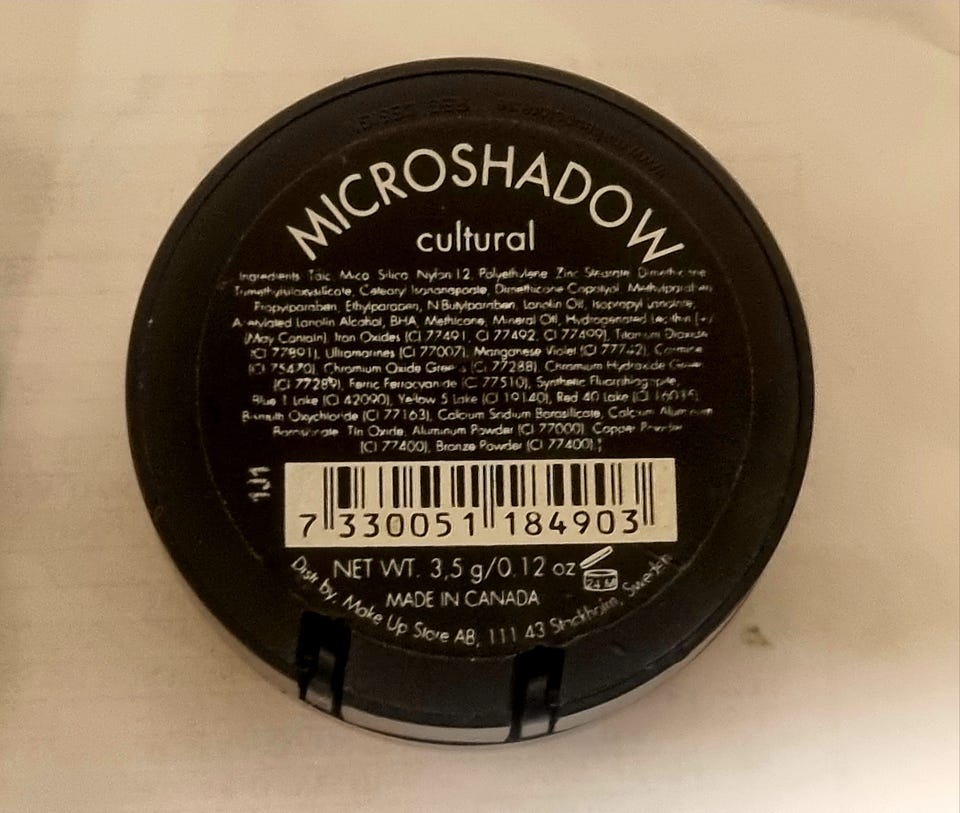 MICROSHADOW
cultural
Ingredients Talc, Mica Silica Nylon 12, Polyethylene Zinc Stearate Dimethicone
Trimethylsiloxysilicate, Cetearyl Isononanoate, Dimethicone Copolyol Methylparaben
Propylparaben, Ethylparaben, N Butylparaben, Lanolin Oil, Isopropyl Lanolate,
Acetylated Lanolin Alcohol, BHA, Methicone, Mineral Oil, Hydrogenated Lecithin (+/-
(May Contain), Iron Oxides (CI 77491, CI 77492, CI 77499), Titanium Dioxide
(CI 77891), Ultramarines (CI 77007), Manganese Violet (CI 77742), Carmine
(CI 75470), Chromium Oxide Greens (CI 77288), Chromium Hydroxide Green
(CI 77289), Ferric Ferrocyanide (CI 77510), Synthetic
Blue 1 Lake (CI 42090), Yellow 5 Lake (CI 19140), Red 40 Lake (CI 16035),
Bismuth Oxychloride (CI 77163), Calcium Sodium Borosilicate, Calcium Aluminum
Borosilicate Tin Oxide, Aluminum Powder (CI 77000), Copper Powder
(CI 77400), Bronze Powder (CI 77400)
1J1
7 330051 184903
NET WT. 3,5 g/0.12 oz
24 M
MADE IN CANADA
Distr by. Make Up Store AB, 111 43 Stockholm, Sweden